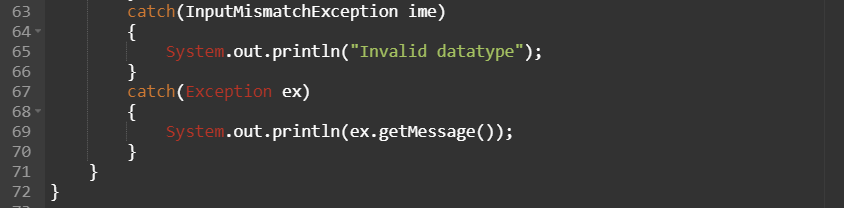 63 catch(InputMismatchException ime)
64 {
65 System.out.println("Invalid datatype");
66 }
67 catch(Exception ex)
68 {
69 System.out.println(ex.getMessage());
70 }
71 }
72 }